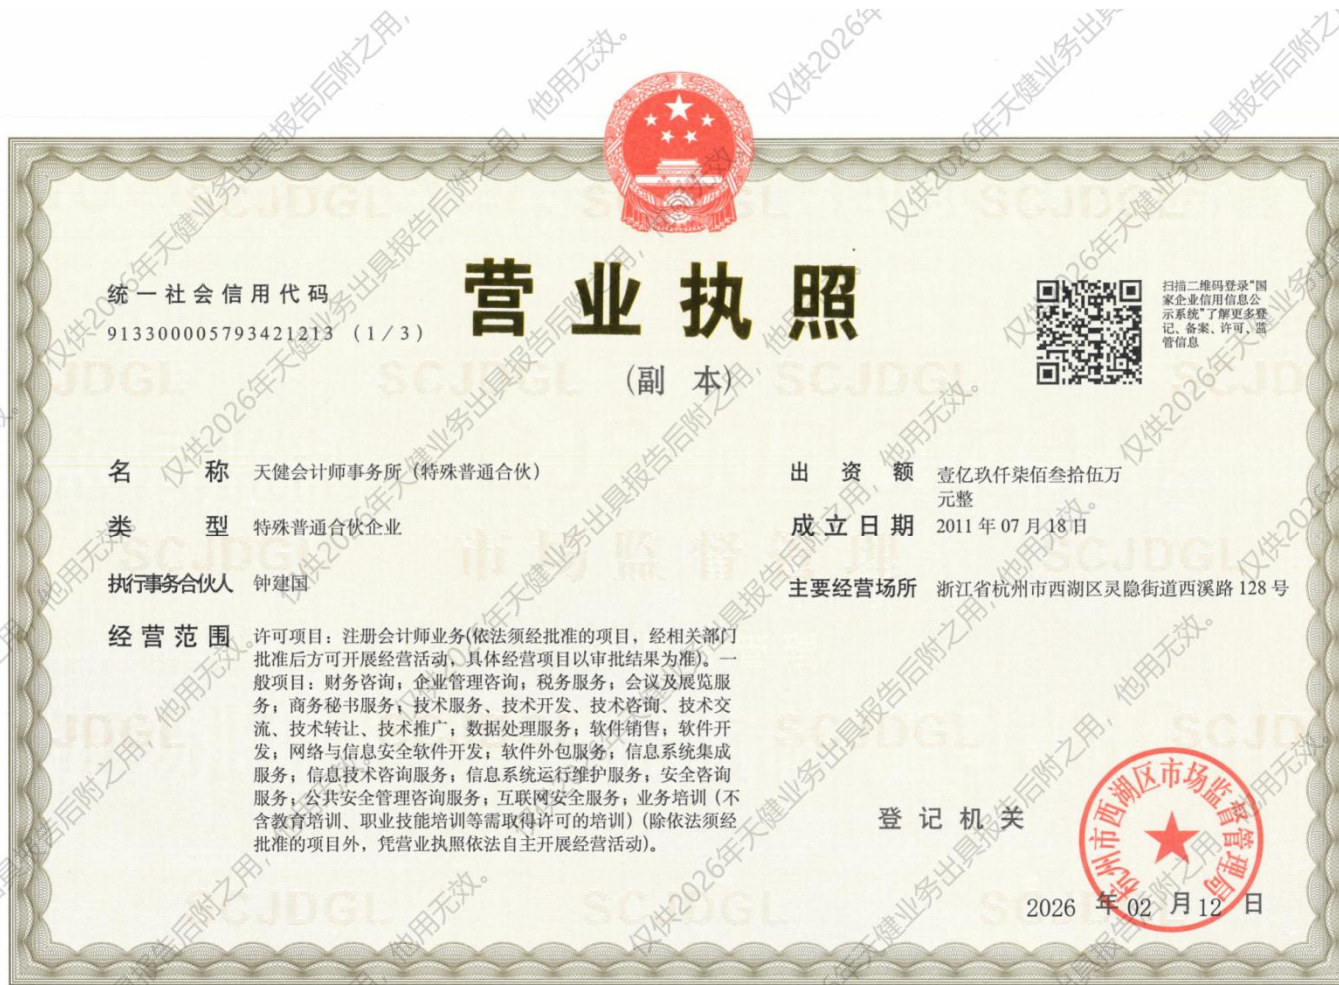 统一社会信用代码
913300005793421213 (1/3)
营业执照
(副 本)
扫描二维码登录“国
家企业信用信息公
示系统”了解更多登
记、备案、许可、监
管信息
名 称 天健会计师事务所（特殊普通合伙）
类 型 特殊普通合伙企业
执行事务合伙人 钟建国
经营范围 许可项目：注册会计师业务(依法须经批准的项目，经相关部门
批准后方可开展经营活动，具体经营项目以审批结果为准)。一
般项目：财务咨询；企业管理咨询；税务服务；会议及展览服
务；商务秘书服务；技术服务、技术开发、技术咨询、技术交
流、技术转让、技术推广；数据处理服务；软件销售；软件开
发；网络与信息安全软件开发；软件外包服务；信息系统集成
服务；信息技术咨询服务；信息系统运行维护服务；安全咨询
服务；公共安全管理咨询服务；互联网安全服务；业务培训（不
含教育培训、职业技能培训等需取得许可的培训）(除依法须经
批准的项目外，凭营业执照依法自主开展经营活动)。
出 资 额 壹亿玖仟柒佰叁拾伍万
元整
成立日期 2011 年 07 月 18 日
主要经营场所 浙江省杭州市西湖区灵隐街道西溪路 128 号
登记机关
杭州市西湖区市场监督管理局
2026 年 02 月 12 日
市场监督管理
SCJDGL
仅供2026年天健业务出具报告后附之用，他用无效。